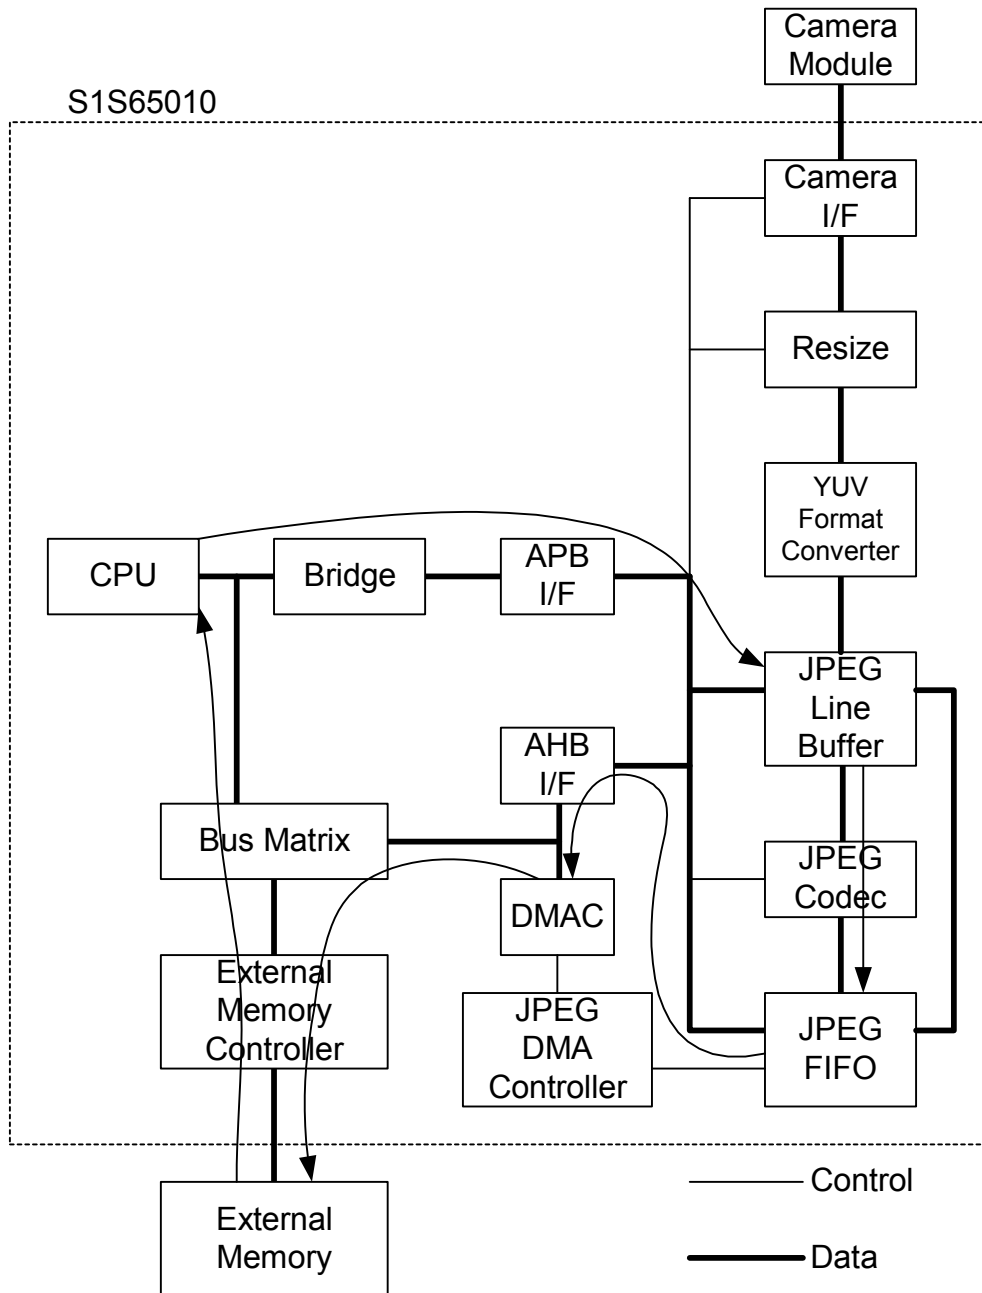 Camera
Module
S1S65010
Camera
I/F
Resize
YUV
Format
Converter
CPU
Bridge
APB
I/F
JPEG
Line
Buffer
AHB
I/F
Bus Matrix
JPEG
Codec
DMAC
External
Memory
Controller
JPEG
DMA
Controller
JPEG
FIFO
Control
External
Memory
Data